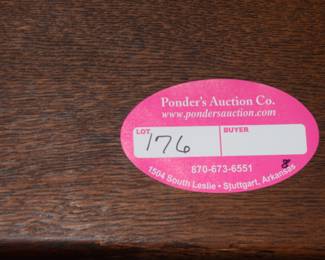 Ponder's Auction Co.
www.pondersauction.com
LOT BUYER
176
870-673-6551
1504 South Leslie • Stuttgart, Arkansas